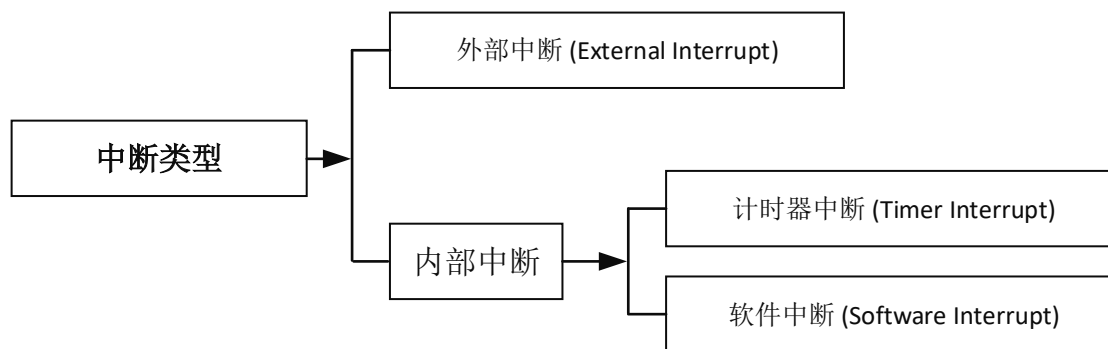 外部中断 (External Interrupt)
中断类型
计时器中断 (Timer Interrupt)
内部中断
软件中断 (Software Interrupt)